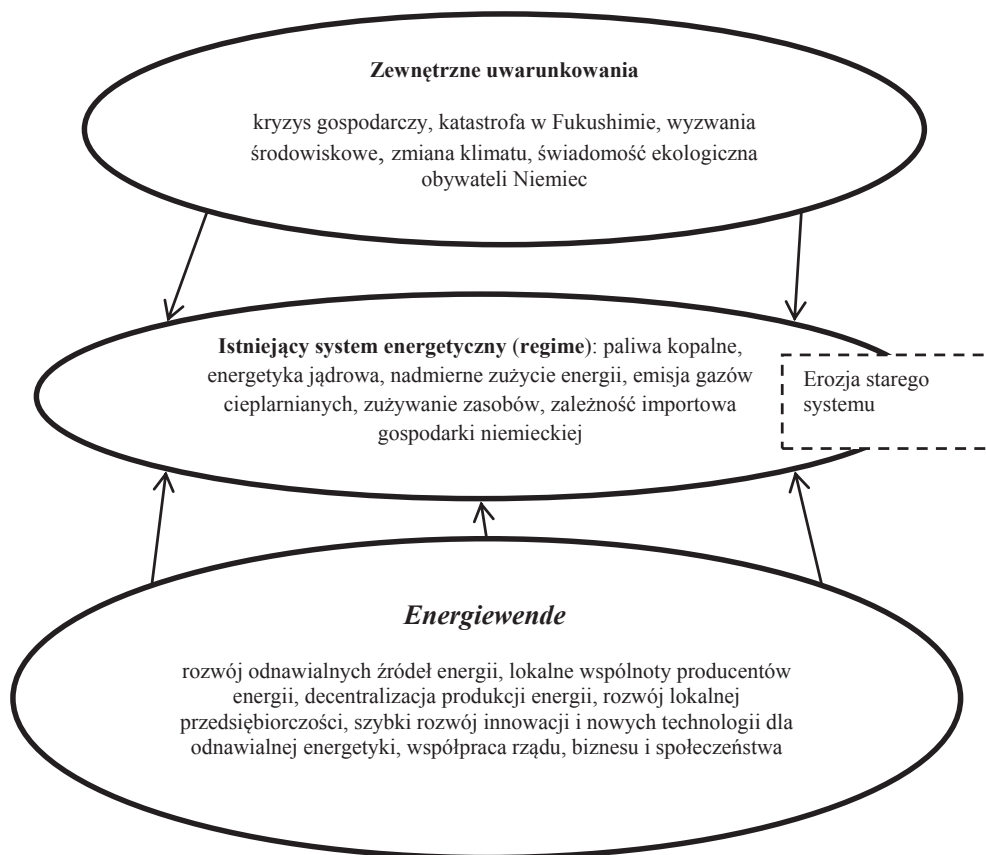 Zewnętrzne uwarunkowania
kryzys gospodarczy, katastrofa w Fukushimie, wyzwania
środowiskowe, zmiana klimatu, świadomość ekologiczna
obywateli Niemiec
Istniejący system energetyczny (regime): paliwa kopalne,
energetyka jądrowa, nadmierne zużycie energii, emisja gazów
cieplarnianych, zużywanie zasobów, zależność importowa
gospodarki niemieckiej
Erozja starego
systemu
Energiewende
rozwój odnawialnych źródeł energii, lokalne wspólnoty producentów
energii, decentralizacja produkcji energii, rozwój lokalnej
przedsiębiorczości, szybki rozwój innowacji i nowych technologii dla
odnawialnej energetyki, współpraca rządu, biznesu i społeczeństwa